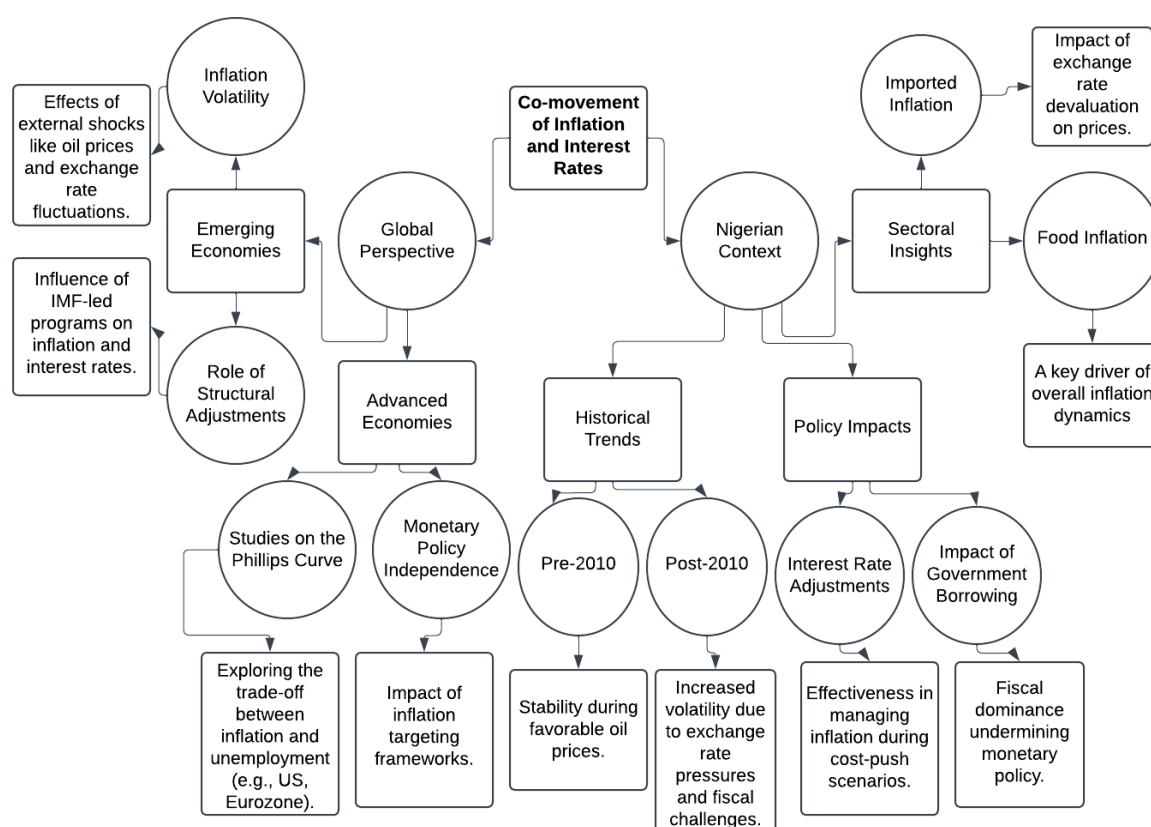 Co-movement
of Inflation
and Interest
Rates
Global
Perspective
Emerging
Economies
Inflation
Volatility
Effects of
external shocks
like oil prices
and exchange
rate
fluctuations.
Role of
Structural
Adjustments
Influence of
IMF-led
programs on
inflation and
interest rates.
Advanced
Economies
Studies on the
Phillips Curve
Exploring the
trade-off
between
inflation and
unemployment
(e.g., US,
Eurozone).
Monetary
Policy
Independence
Impact of
inflation
targeting
frameworks.
Nigerian
Context
Historical
Trends
Pre-2010
Stability during
favorable oil
prices.
Post-2010
Increased
volatility due to
exchange rate
pressures
and fiscal
challenges.
Policy Impacts
Interest Rate
Adjustments
Effectiveness in
managing
inflation during
cost-push
scenarios.
Impact of
Government
Borrowing
Fiscal
dominance
undermining
monetary
policy.
Sectoral
Insights
Imported
Inflation
Impact of
exchange
rate
devaluation
on prices.
Food Inflation
A key driver of
overall inflation
dynamics